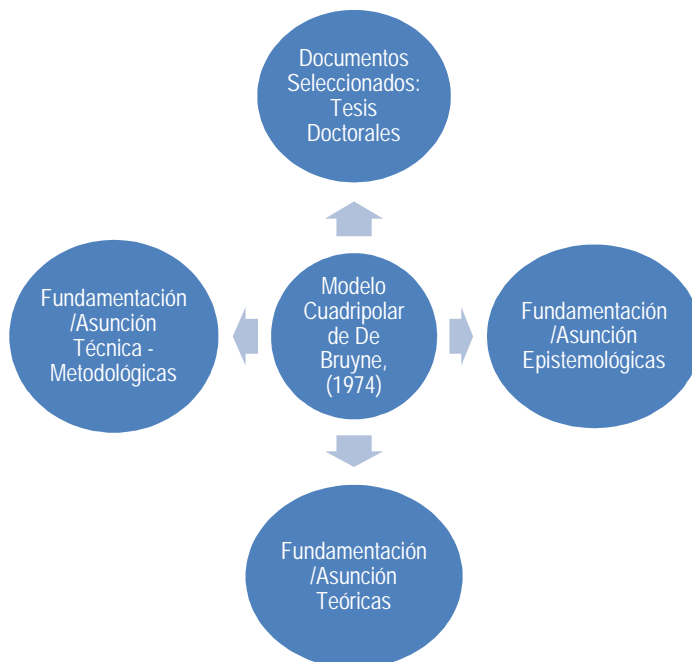 Documentos
Seleccionados:
Tesis
Doctorales
Fundamentación
/Asunción
Técnica -
Metodológicas
Modelo
Cuadripolar
de De
Bruyne,
(1974)
Fundamentación
/Asunción
Epistemológicas
Fundamentación
/Asunción
Teóricas